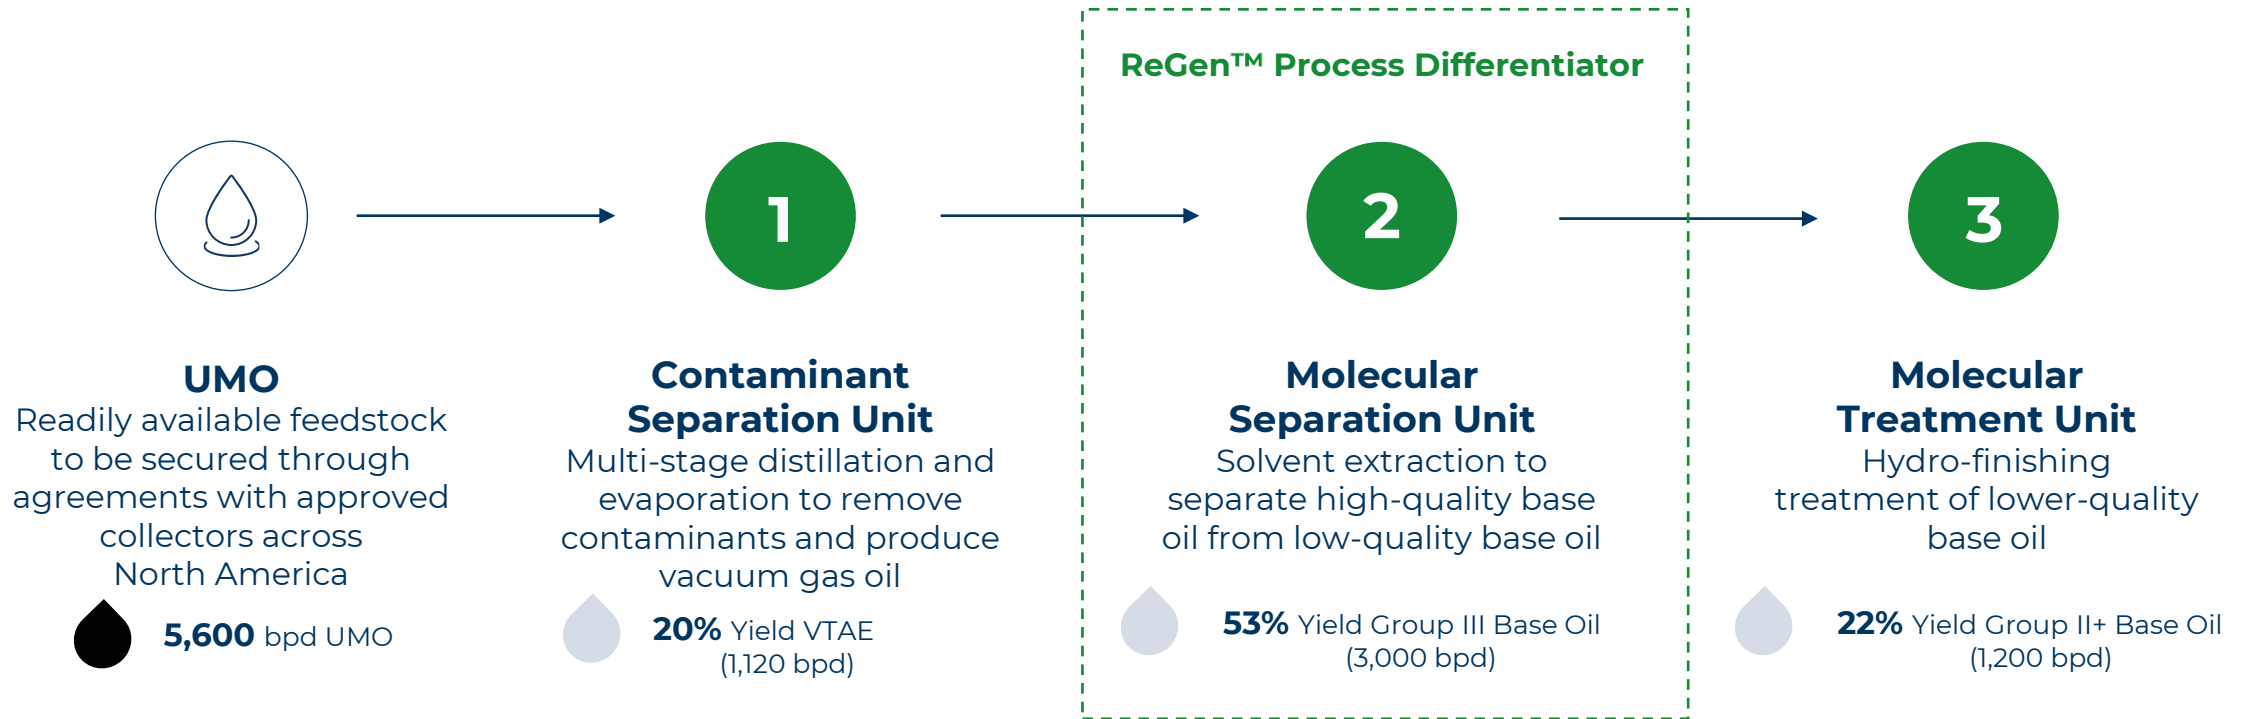 ReGen™ Process Differentiator
1
2
3
UMO
Readily available feedstock
to be secured through
agreements with approved
collectors across
North America
5,600 bpd UMO
Contaminant
Separation Unit
Multi-stage distillation and
evaporation to remove
contaminants and produce
vacuum gas oil
20% Yield VTAE
(1,120 bpd)
Molecular
Separation Unit
Solvent extraction to
separate high-quality base
oil from low-quality base oil
53% Yield Group III Base Oil
(3,000 bpd)
Molecular
Treatment Unit
Hydro-finishing
treatment of lower-quality
base oil
22% Yield Group II+ Base Oil
(1,200 bpd)